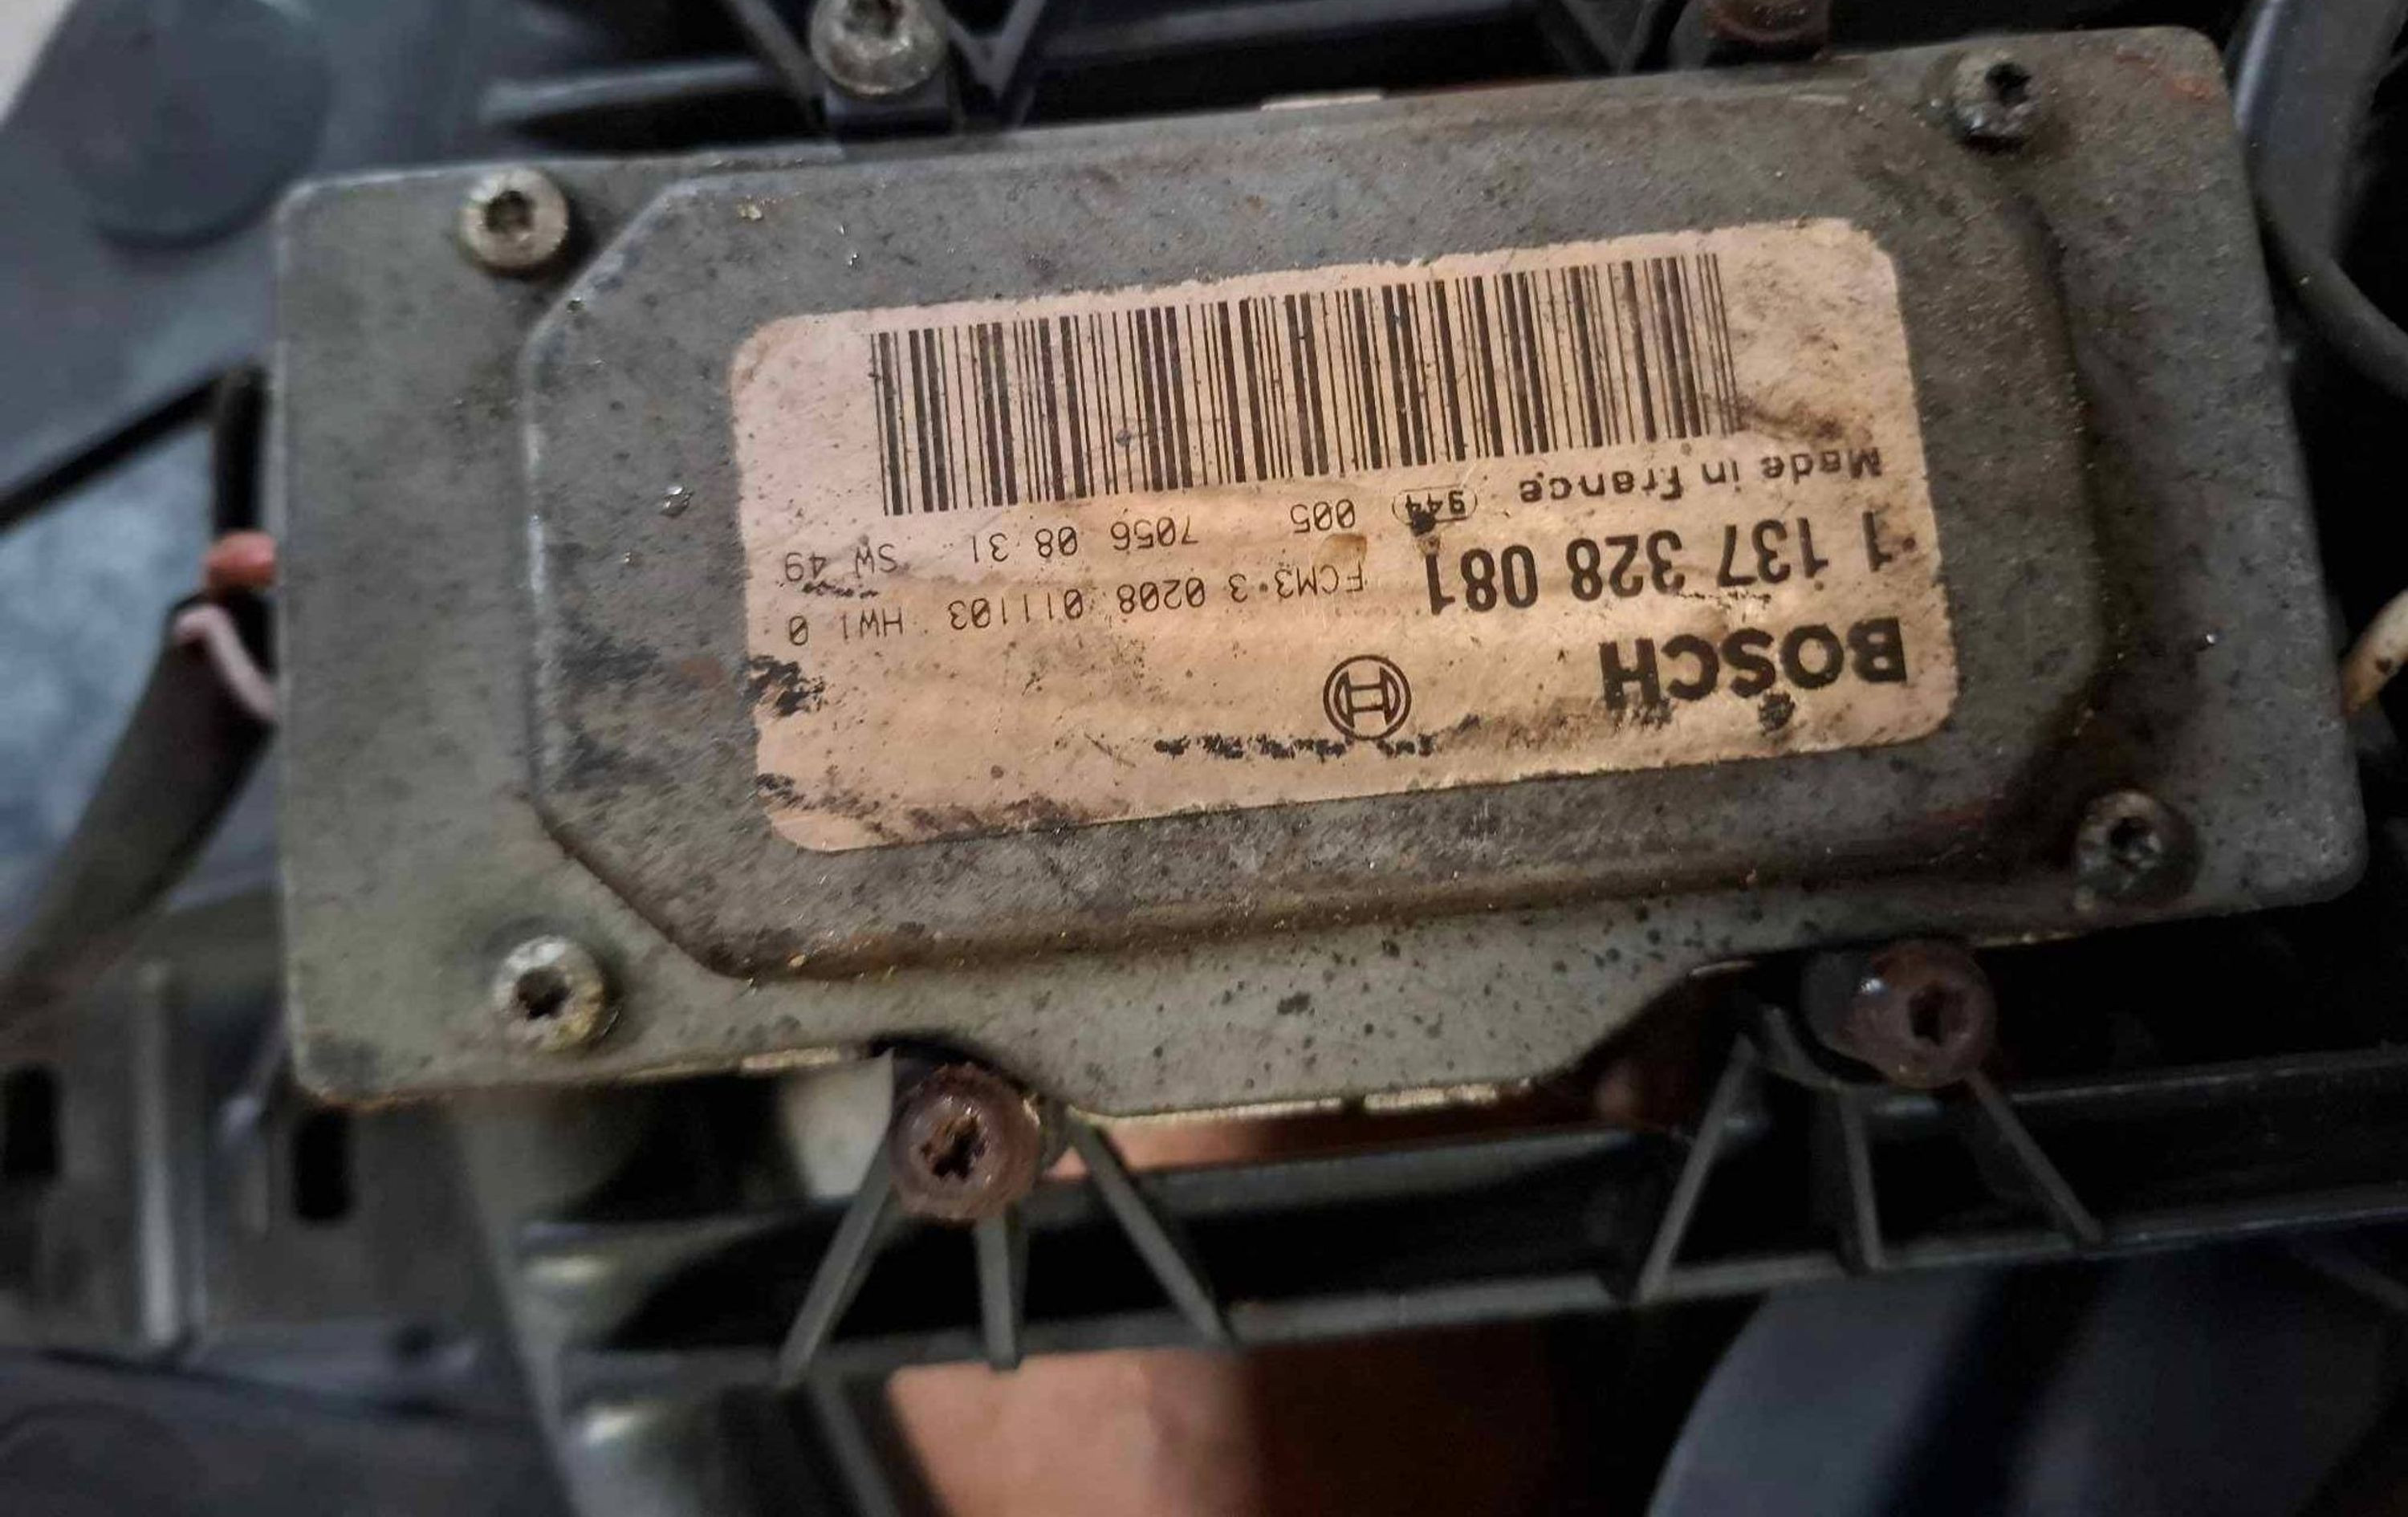 BOSCH
1 137 328 081 FCM3.3 0208 011103 HW1 0
005 7056 08 31 SW 49
Made in France 944